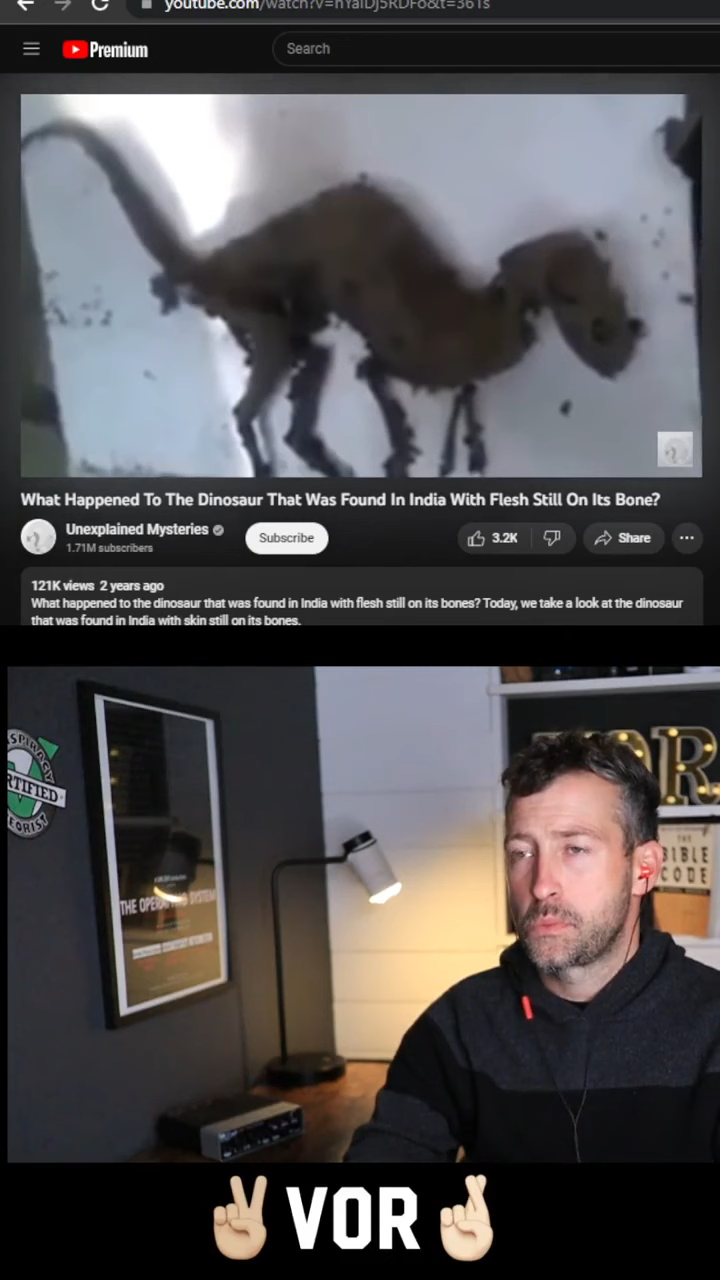 youtube.com/watch?v=nYaiDj5RDFo&t=361s
Premium
Search
What Happened To The Dinosaur That Was Found In India With Flesh Still On Its Bone?
Unexplained Mysteries
1.71M subscribers
Subscribe
3.2K
Share
121K views 2 years ago
What happened to the dinosaur that was found in India with flesh still on its bones? Today, we take a look at the dinosaur
that was found in India with skin still on its bones.
THE
BIBLE
CODE
VOR